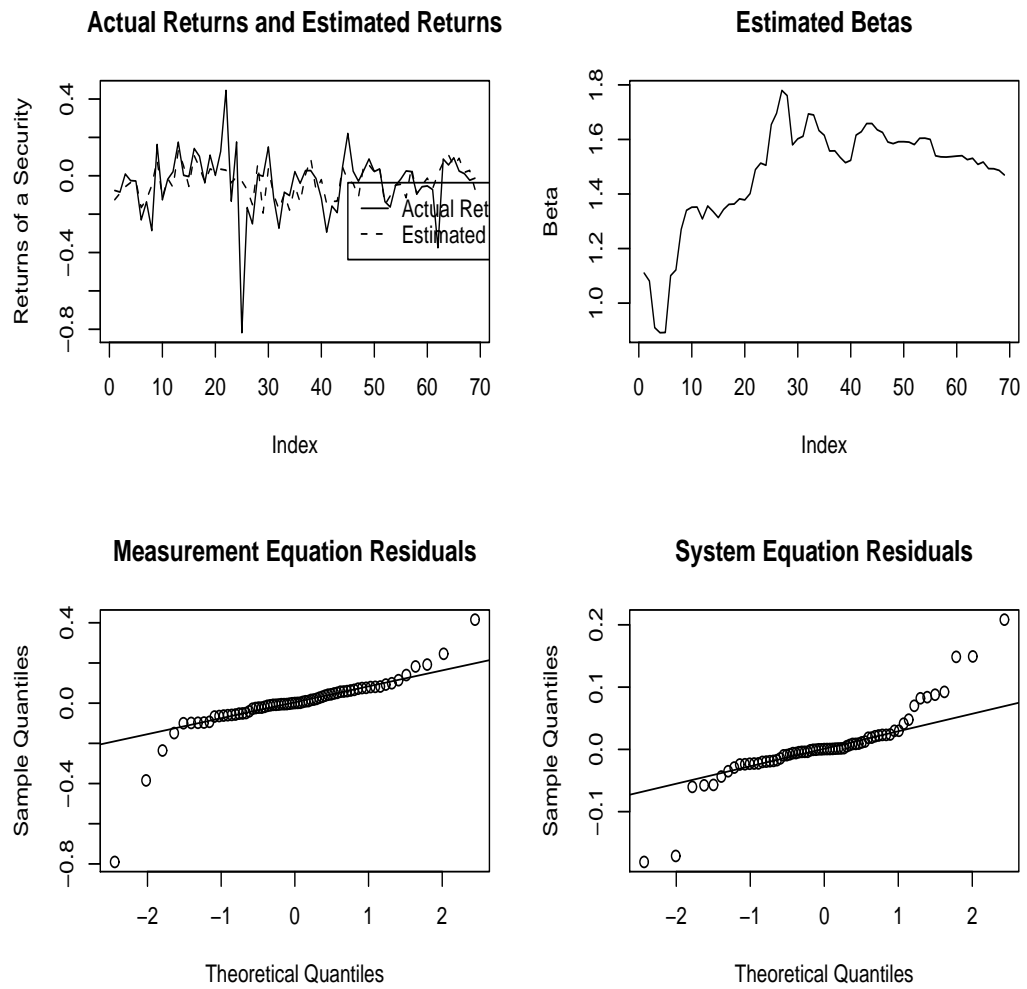 Actual Returns and Estimated Returns
Returns of a Security
0.4
0.0
−0.4
−0.8
Actual Ret
Estimated
0 10 20 30 40 50 60 70
Index
Estimated Betas
Beta
1.8
1.6
1.4
1.2
1.0
0 10 20 30 40 50 60 70
Index
Measurement Equation Residuals
Sample Quantiles
0.4
0.0
−0.4
−0.8
−2 −1 0 1 2
Theoretical Quantiles
System Equation Residuals
Sample Quantiles
0.2
0.1
0.0
−0.1
−2 −1 0 1 2
Theoretical Quantiles